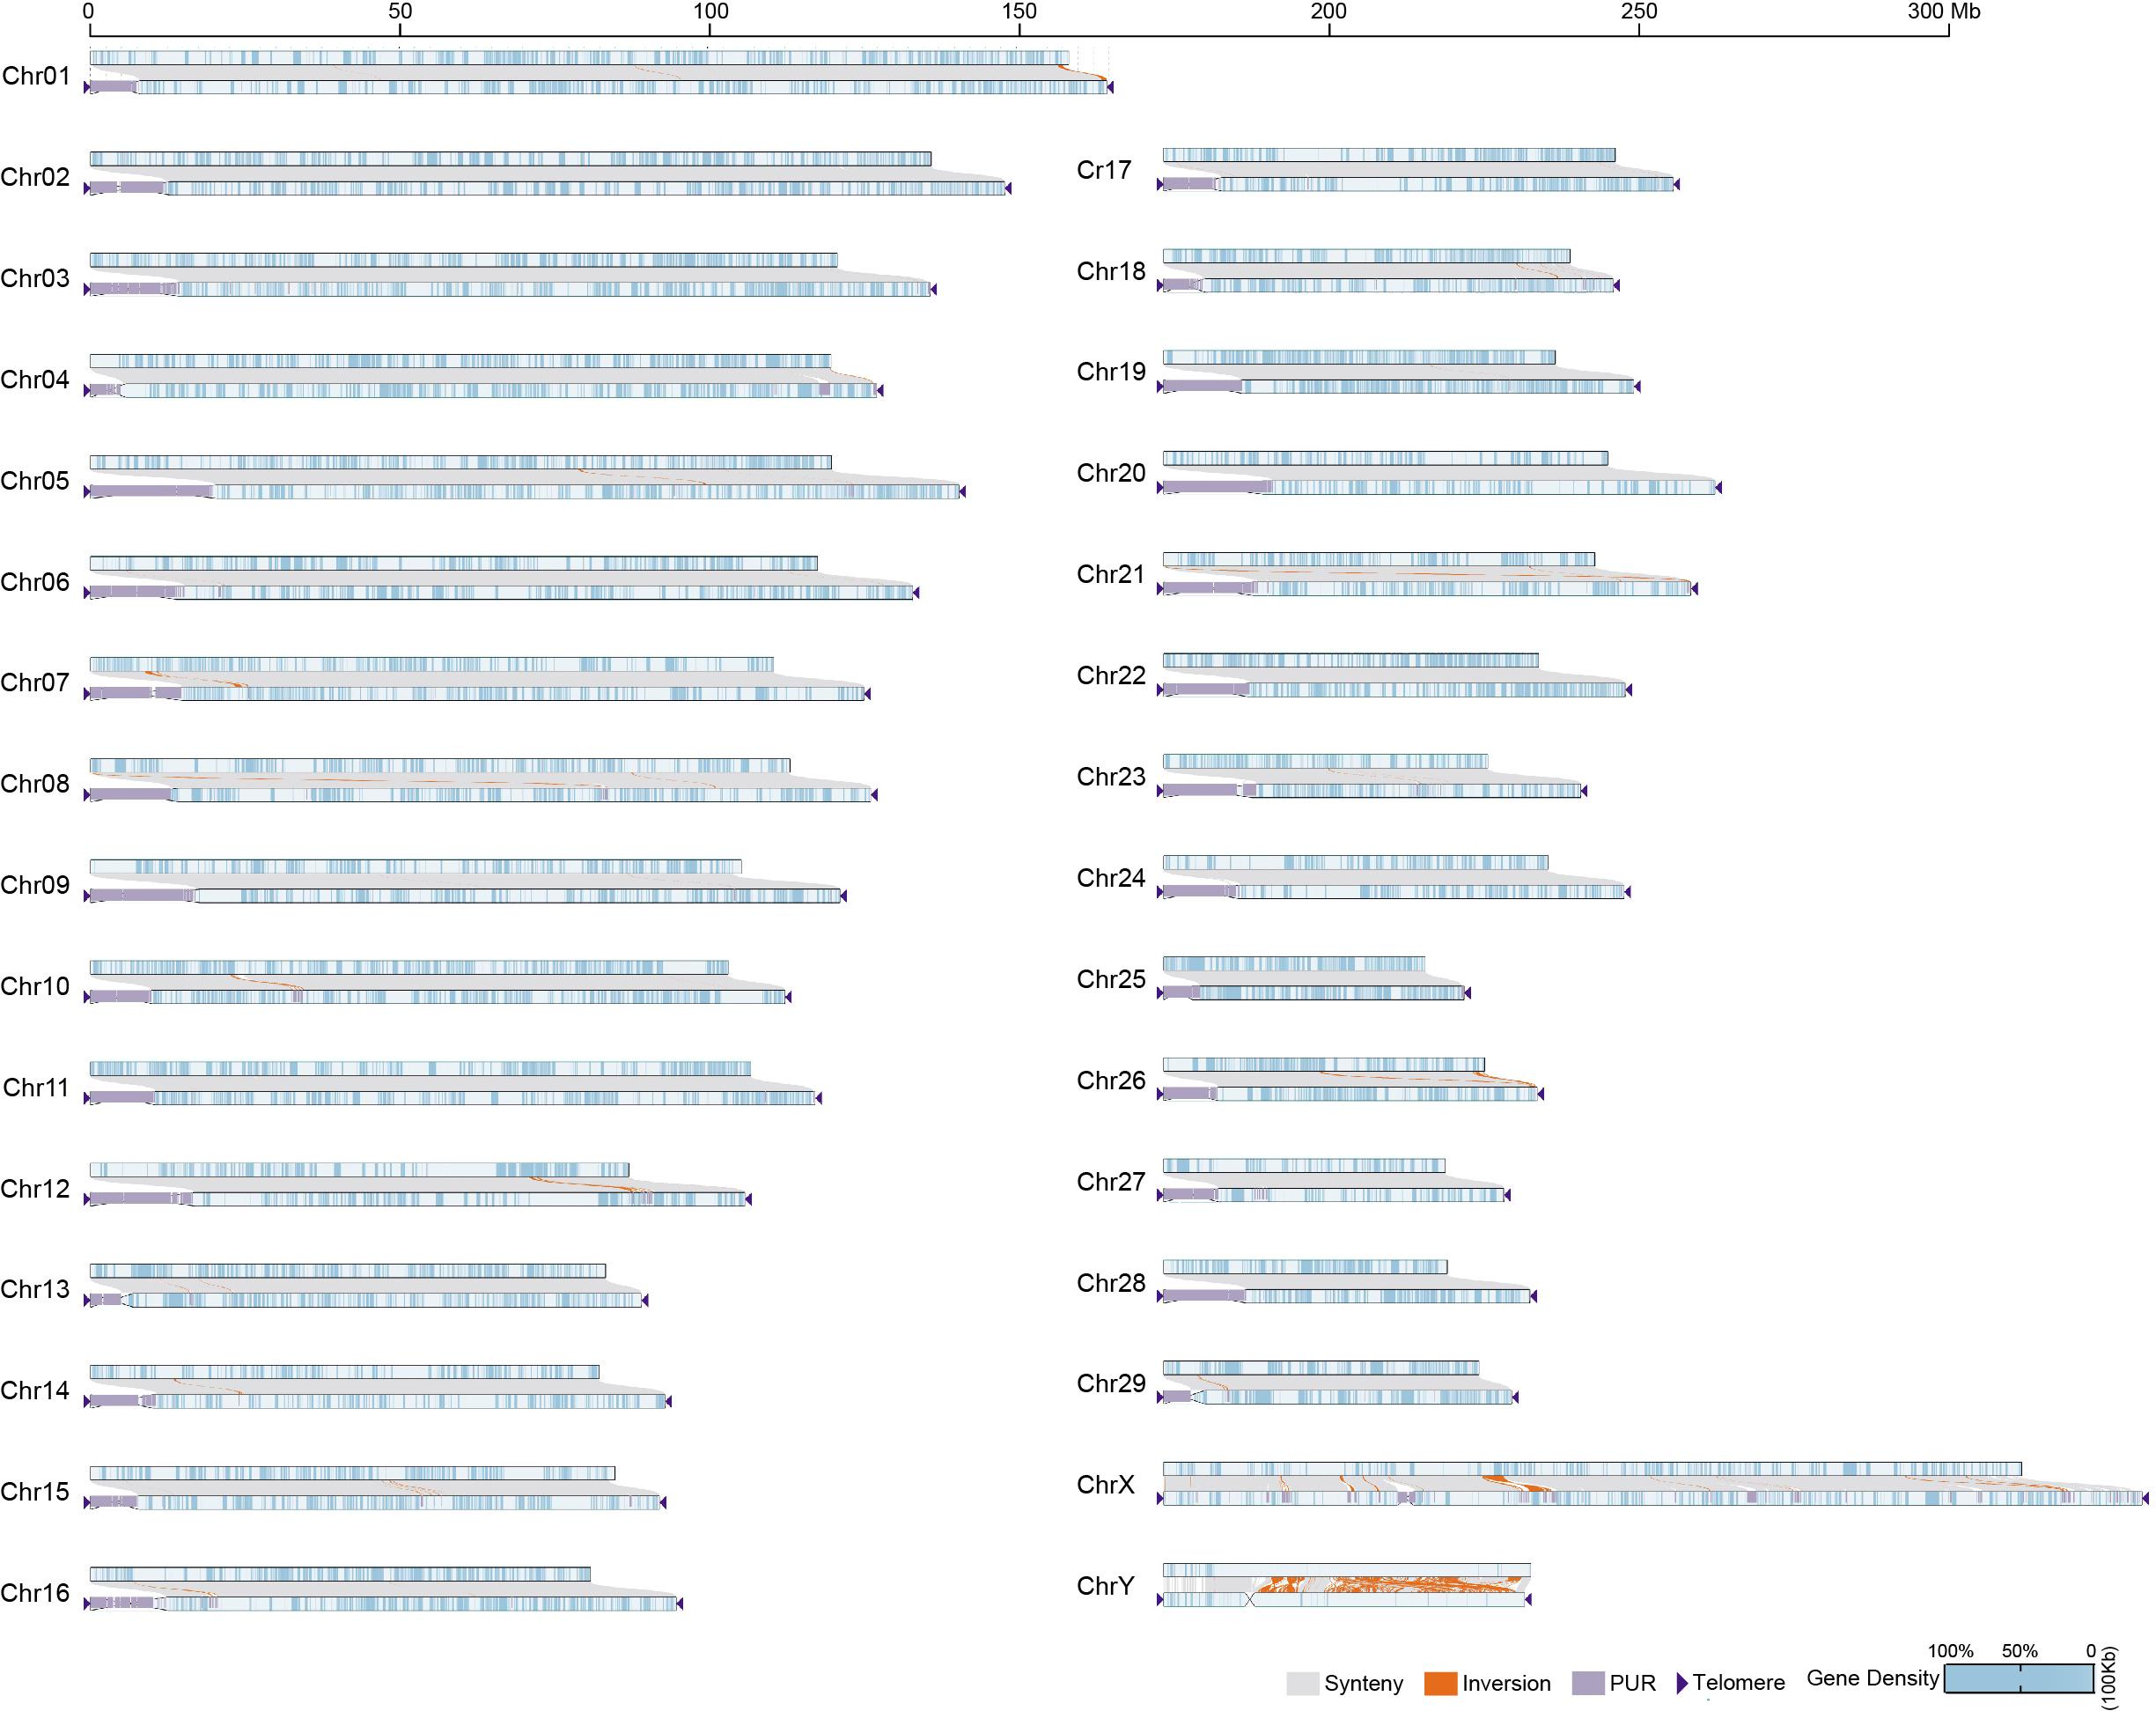 0 50 100 150 200 250 300 Mb
Chr01
Chr02
Chr03
Chr04
Chr05
Chr06
Chr07
Chr08
Chr09
Chr10
Chr11
Chr12
Chr13
Chr14
Chr15
Chr16
Cr17
Chr18
Chr19
Chr20
Chr21
Chr22
Chr23
Chr24
Chr25
Chr26
Chr27
Chr28
Chr29
ChrX
ChrY
Synteny Inversion PUR Telomere Gene Density
100% 50% 0
(100Kb)